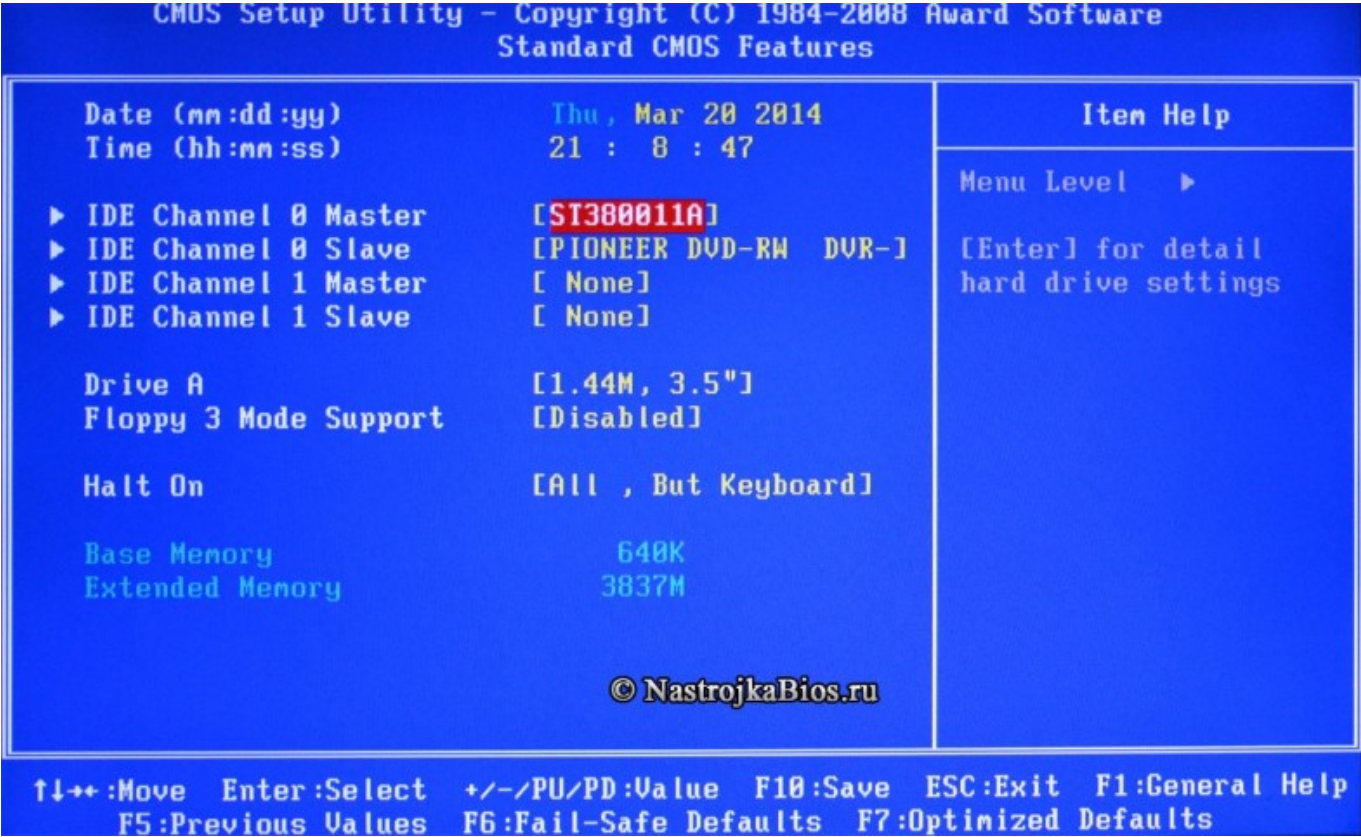 CMOS Setup Utility – Copyright (C) 1984-2008 Award Software
Standard CMOS Features
Date (mm:dd:yy) Thu, Mar 20 2014
Time (hh:mm:ss) 21 : 8 : 47
► IDE Channel 0 Master [ST380011A]
► IDE Channel 0 Slave [PIONEER DVD-RW DVR-]
► IDE Channel 1 Master [ None]
► IDE Channel 1 Slave [ None]
Drive A [1.44M, 3.5"]
Floppy 3 Mode Support [Disabled]
Halt On [All , But Keyboard]
Base Memory 640K
Extended Memory 3837M
Item Help
Menu Level ►
[Enter] for detail
hard drive settings
© NastrojkaBios.ru
↑↓→←:Move Enter:Select +/-/PU/PD:Value F10:Save ESC:Exit F1:General Help
F5:Previous Values F6:Fail-Safe Defaults F7:Optimized Defaults